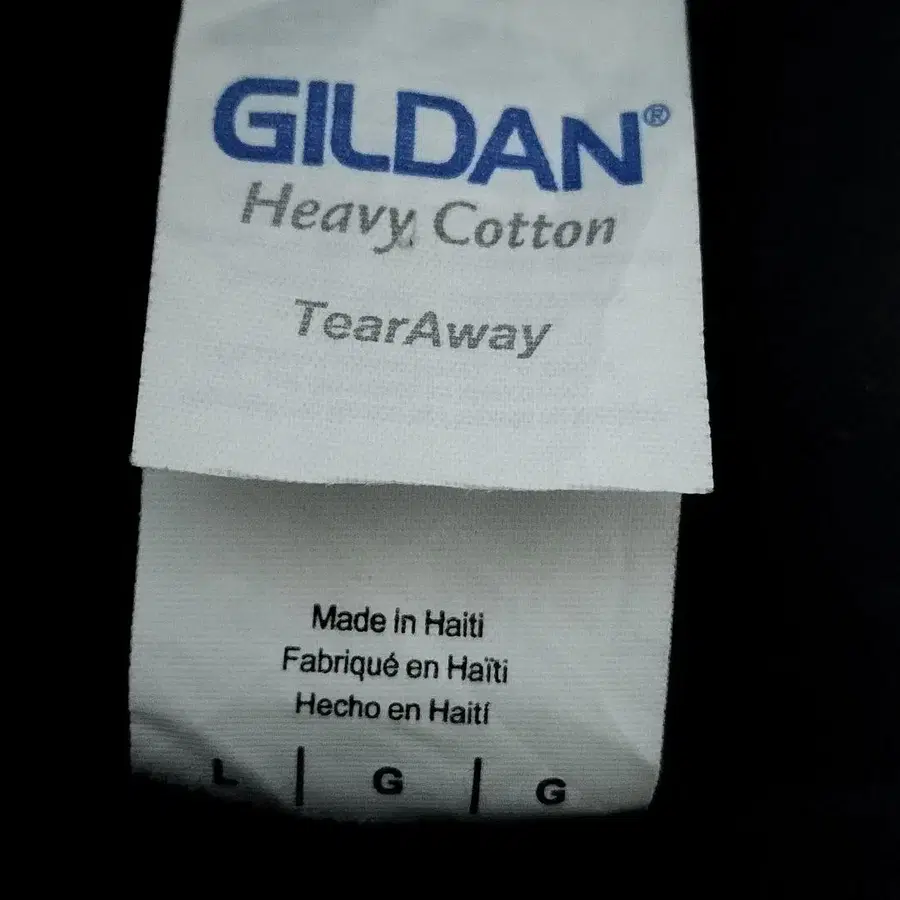 GILDAN®
Heavy Cotton
TearAway
Made in Haiti
Fabriqué en Haïti
Hecho en Haití
L | G | G